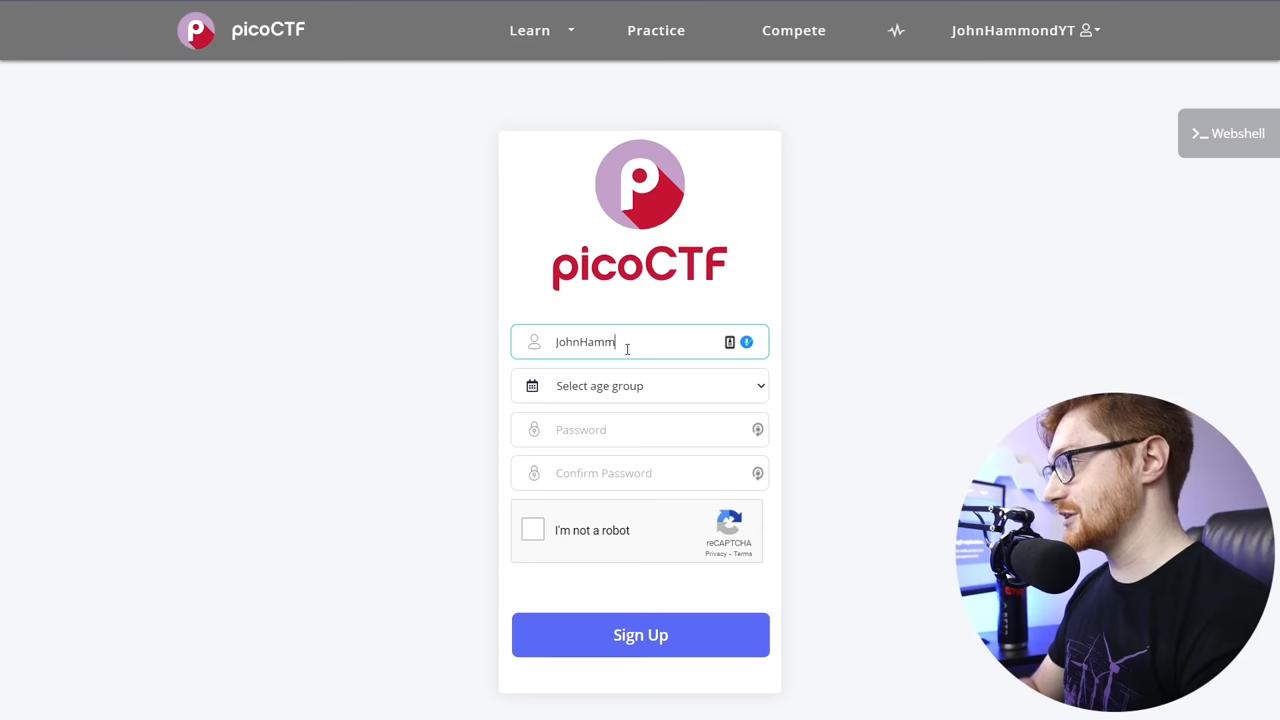 picoCTF
Learn
Practice
Compete
JohnHammondYT
Webshell
picoCTF
JohnHamm
Select age group
Password
Confirm Password
I'm not a robot
reCAPTCHA
Privacy - Terms
Sign Up